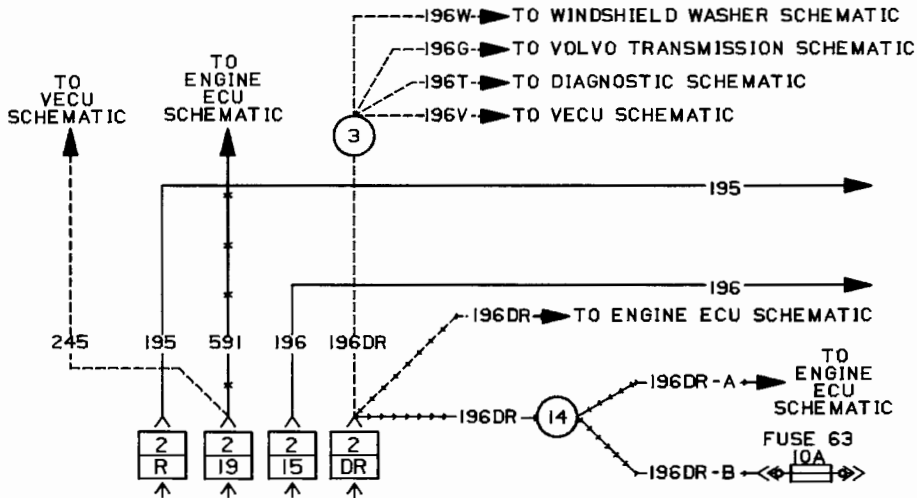 196W TO WINDSHIELD WASHER SCHEMATIC
196G TO VOLVO TRANSMISSION SCHEMATIC
196T TO DIAGNOSTIC SCHEMATIC
196V TO VECU SCHEMATIC
TO
VECU
SCHEMATIC
TO
ENGINE
ECU
SCHEMATIC
3
195
196
196DR TO ENGINE ECU SCHEMATIC
245
195
591
196
196DR
196DR-A
TO
ENGINE
ECU
SCHEMATIC
196DR
14
FUSE 63
10A
196DR-B
2
R
2
19
2
15
2
DR